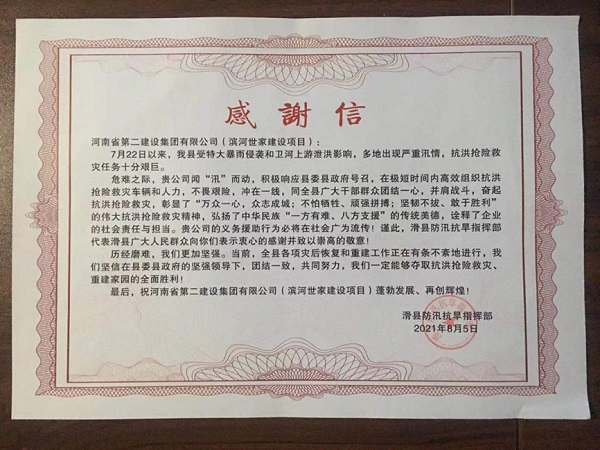 感謝信
河南省第二建设集团有限公司（滨河世家建设项目）：
7月22日以来，我县受特大暴雨侵袭和卫河上游泄洪影响，多地出现严重汛情，抗洪抢险救
灾任务十分艰巨。
危难之际，贵公司闻“汛”而动，积极响应县委县政府号召，在极短时间内高效组织抗洪
抢险救灾车辆和人力，不畏艰险，冲在一线，同全县广大干部群众团结一心，并肩战斗，奋起
抗洪抢险救灾，彰显了“万众一心，众志成城；不怕牺牲、顽强拼搏；坚韧不拔、敢于胜利”
的伟大抗洪抢险救灾精神，弘扬了中华民族“一方有难、八方支援”的传统美德，诠释了企业
的社会责任与担当。贵公司的义务援助行为必将在社会广为流传！谨此，滑县防汛抗旱指挥部
代表滑县广大人民群众向你们表示衷心的感谢并致以崇高的敬意！
历经磨难，我们更加坚强。当前，全县各项灾后恢复和重建工作正在有条不紊地进行，我
们坚信在县委县政府的坚强领导下，团结一致，共同努力，我们一定能够夺取抗洪抢险救灾、
重建家园的全面胜利！
最后，祝河南省第二建设集团有限公司（滨河世家建设项目）蓬勃发展、再创辉煌！
滑县防汛抗旱指挥部
2021年8月5日